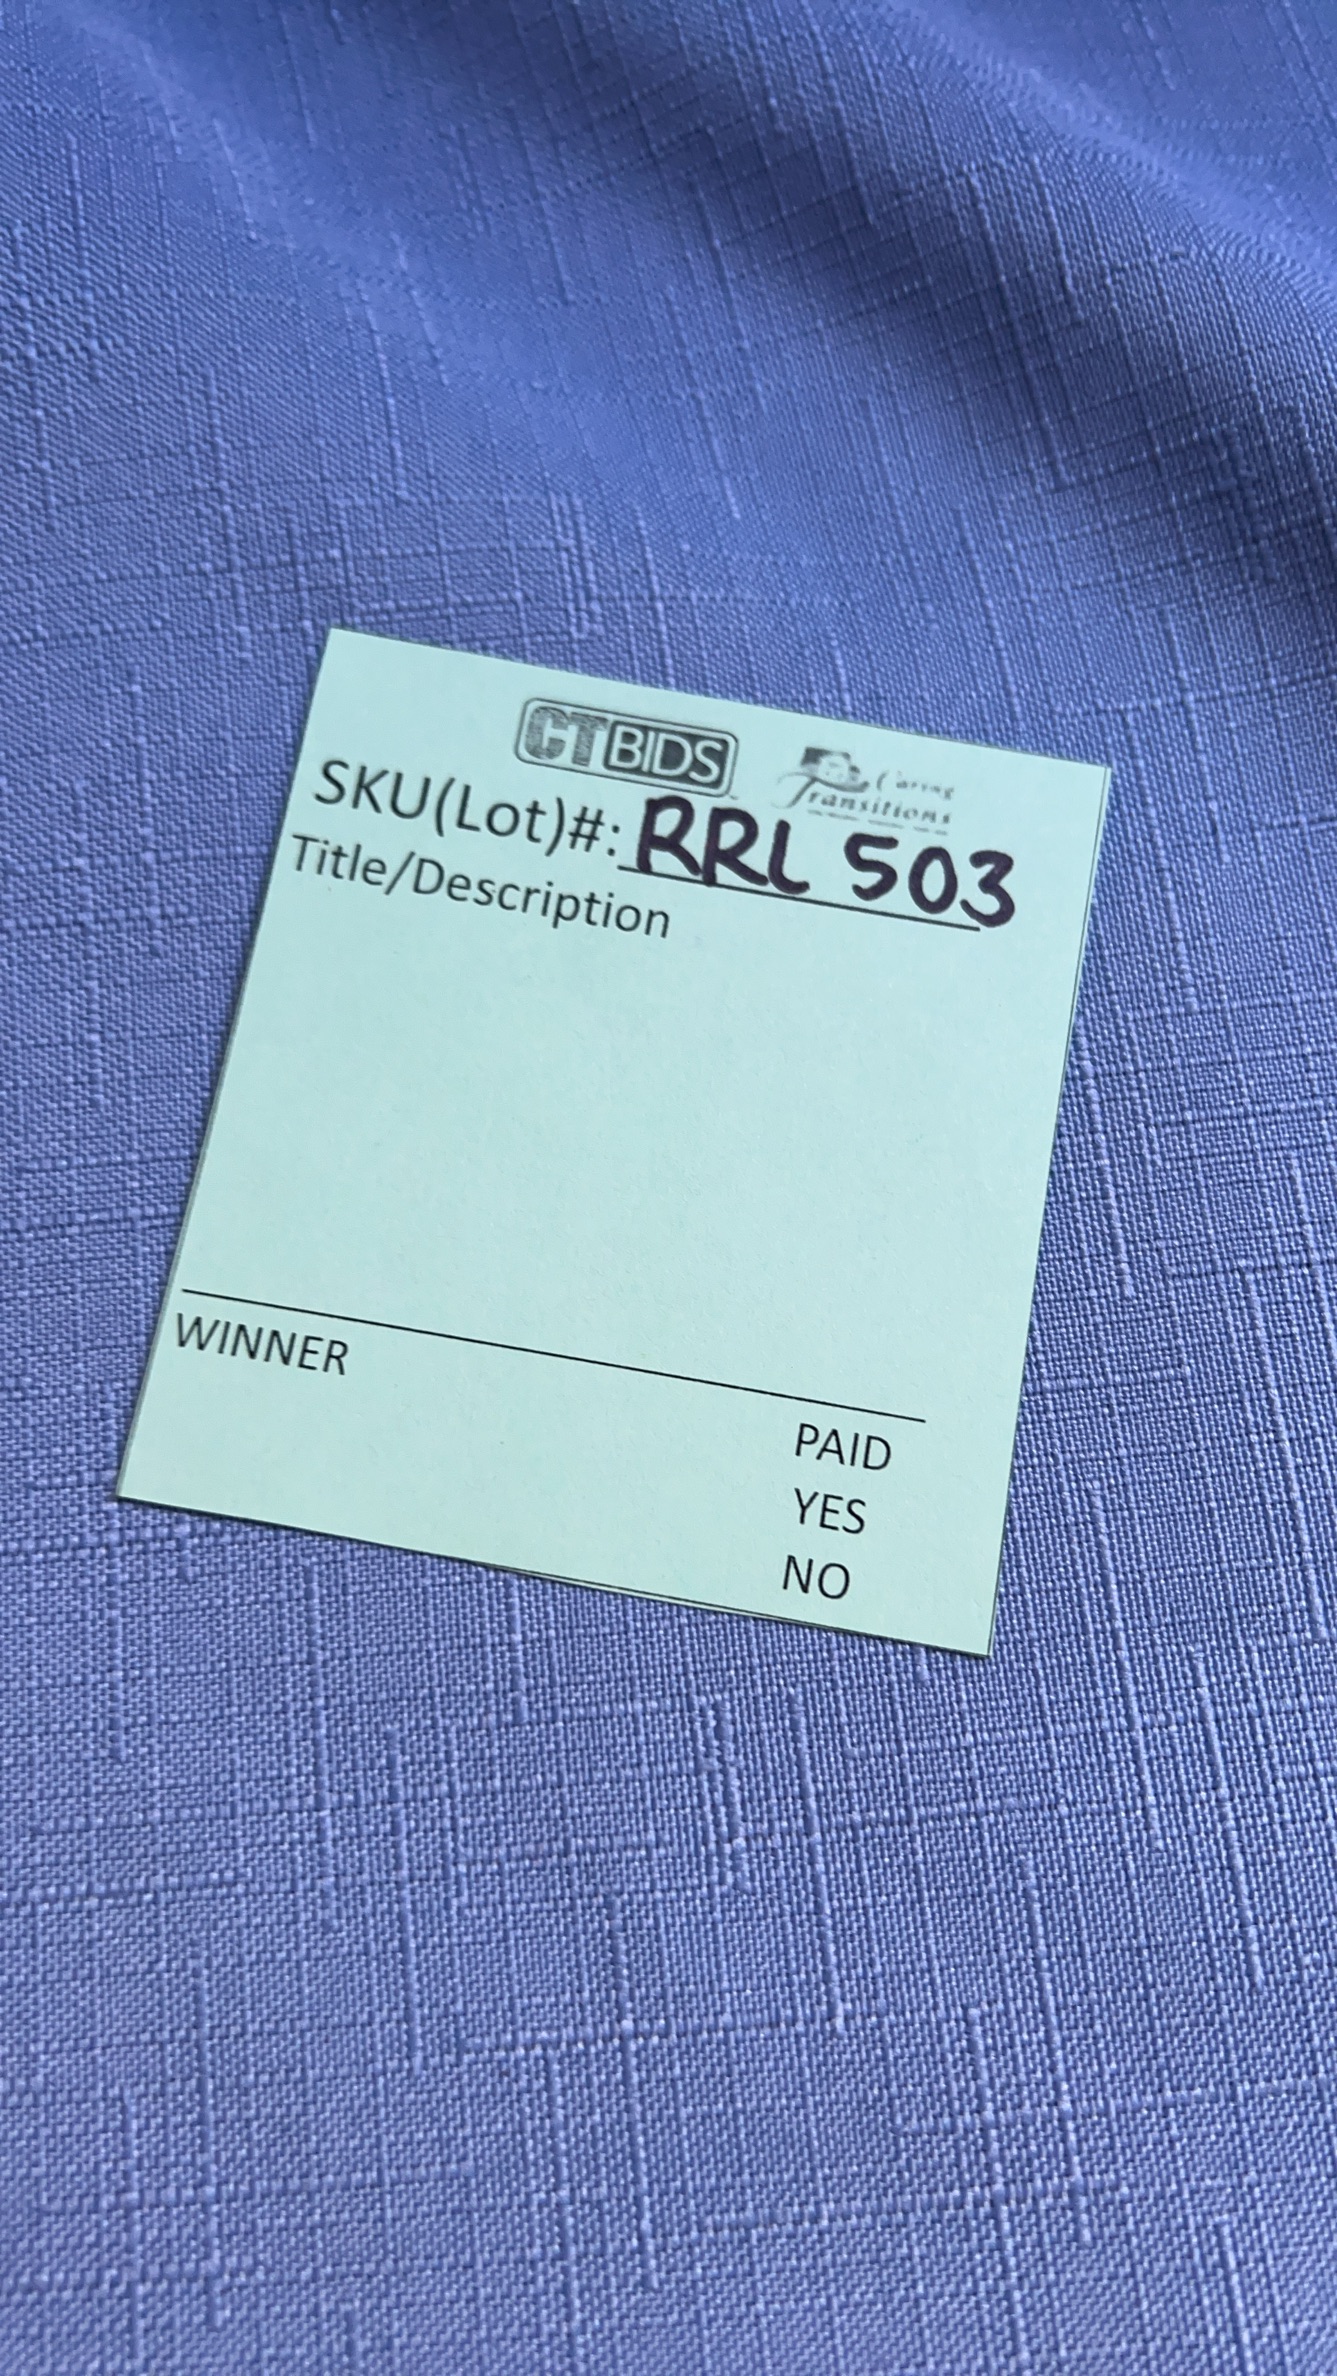 CTBIDS Caring
Transitions
SKU(Lot)#: RRL 503
Title/Description
WINNER
PAID
YES
NO